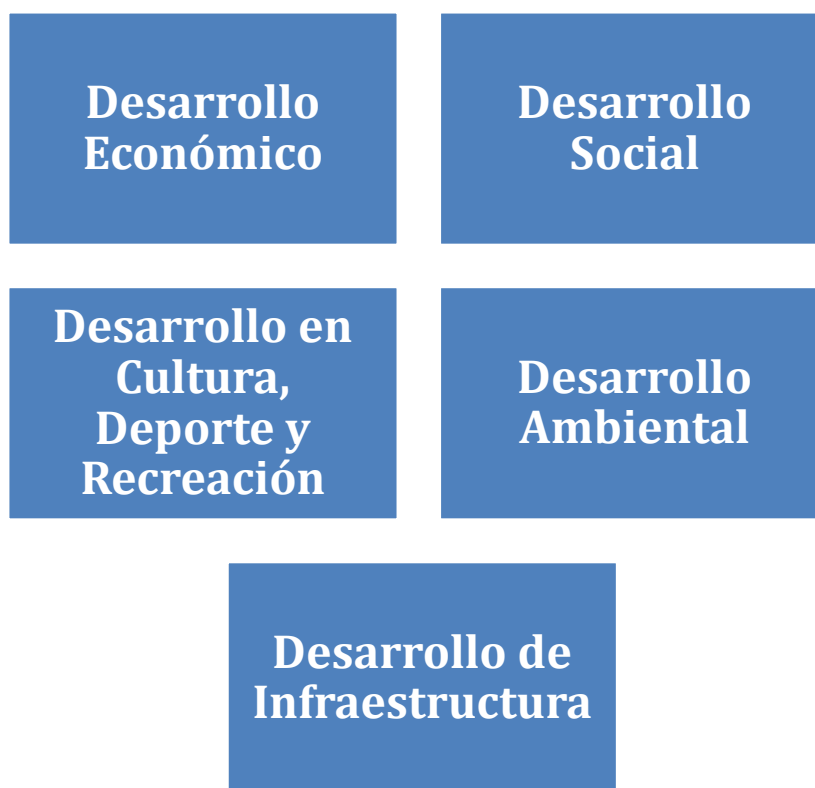 Desarrollo
Económico
Desarrollo
Social
Desarrollo en
Cultura,
Deporte y
Recreación
Desarrollo
Ambiental
Desarrollo de
Infraestructura